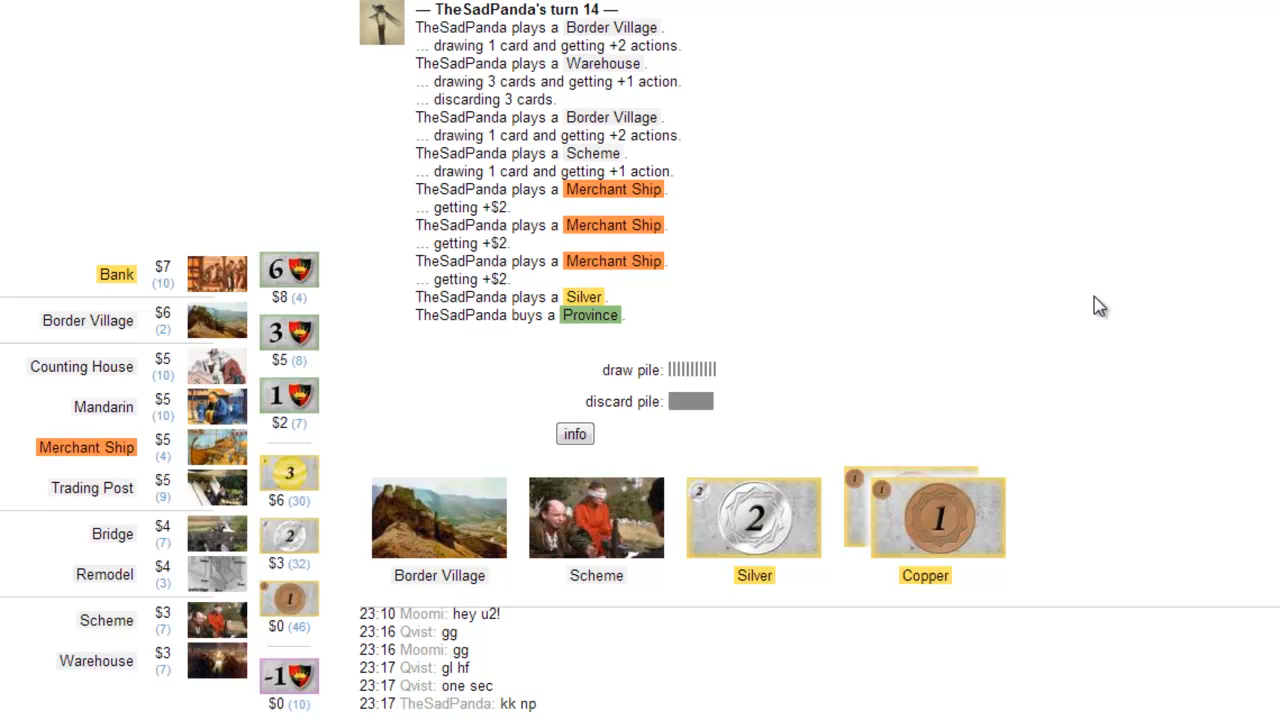 — TheSadPanda's turn 14 —
TheSadPanda plays a Border Village.
... drawing 1 card and getting +2 actions.
TheSadPanda plays a Warehouse.
... drawing 3 cards and getting +1 action.
... discarding 3 cards.
TheSadPanda plays a Border Village.
... drawing 1 card and getting +2 actions.
TheSadPanda plays a Scheme.
... drawing 1 card and getting +1 action.
TheSadPanda plays a Merchant Ship.
... getting +$2.
TheSadPanda plays a Merchant Ship.
... getting +$2.
TheSadPanda plays a Merchant Ship.
... getting +$2.
TheSadPanda plays a Silver.
TheSadPanda buys a Province.
Bank $7 (10)
Border Village $6 (2)
Counting House $5 (10)
Mandarin $5 (10)
Merchant Ship $5 (4)
Trading Post $5 (9)
Bridge $4 (7)
Remodel $4 (3)
Scheme $3 (7)
Warehouse $3 (7)
6
$8 (4)
3
$5 (8)
1
$2 (7)
3
$6 (30)
2
$3 (32)
1
$0 (46)
-1
$0 (10)
draw pile:
discard pile:
info
2 2 1 1 1
Border Village Scheme Silver Copper
23:10 Moomi: hey u2!
23:16 Qvist: gg
23:16 Moomi: gg
23:17 Qvist: gl hf
23:17 Qvist: one sec
23:17 TheSadPanda: kk np